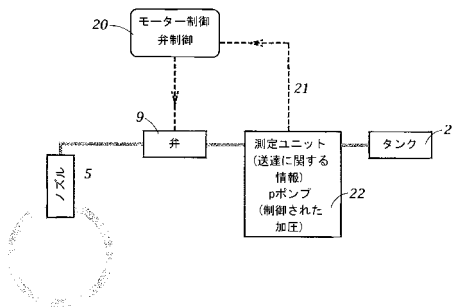 20
モーター制御
弁制御
21
9
弁
測定ユニット
(送達に関する
情報)
pポンプ
(制御された
加圧)
22
タンク
2
ノズル
5